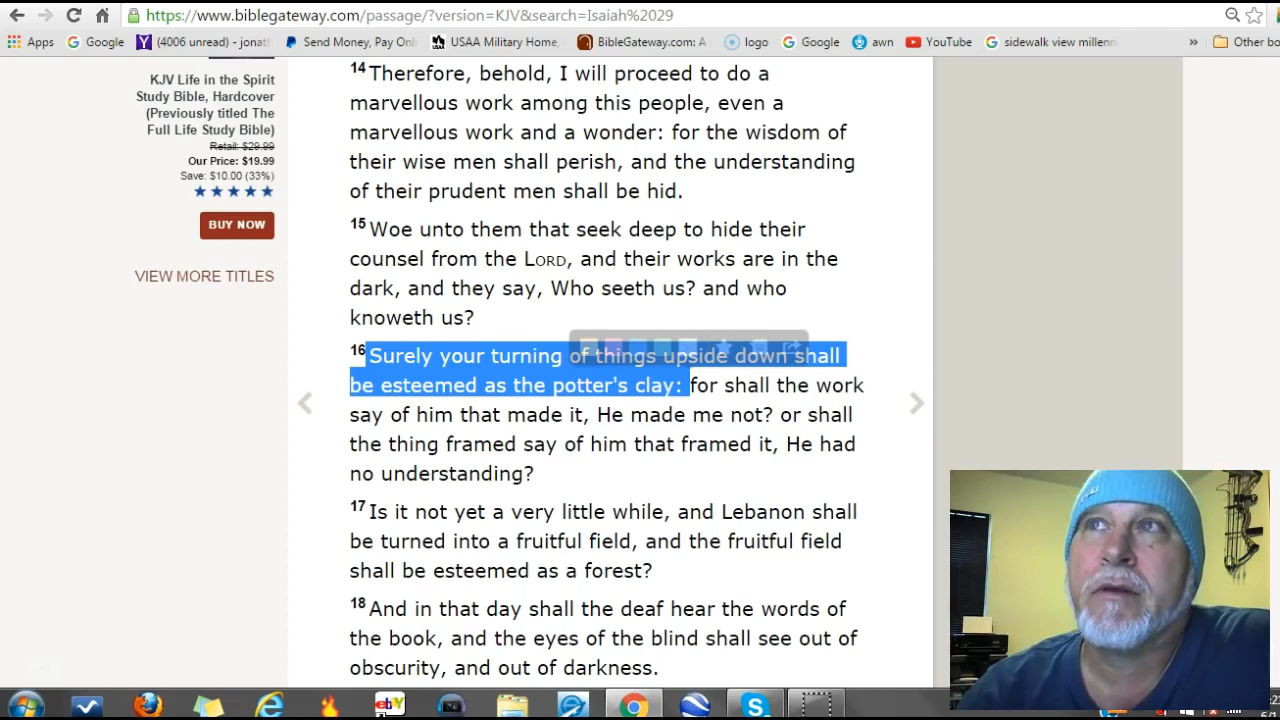 https://www.biblegateway.com/passage/?version=KJV&search=Isaiah%2029
Apps Google (4006 unread) - jonatl Send Money, Pay Onl USAA Military Home, BibleGateway.com: A logo Google awn YouTube sidewalk view millenn » Other bo
KJV Life in the Spirit
Study Bible, Hardcover
(Previously titled The
Full Life Study Bible)
Retail: $29.99
Our Price: $19.99
Save: $10.00 (33%)
BUY NOW
VIEW MORE TITLES
14 Therefore, behold, I will proceed to do a
marvellous work among this people, even a
marvellous work and a wonder: for the wisdom of
their wise men shall perish, and the understanding
of their prudent men shall be hid.
15 Woe unto them that seek deep to hide their
counsel from the LORD, and their works are in the
dark, and they say, Who seeth us? and who
knoweth us?
16 Surely your turning of things upside down shall
be esteemed as the potter's clay: for shall the work
say of him that made it, He made me not? or shall
the thing framed say of him that framed it, He had
no understanding?
17 Is it not yet a very little while, and Lebanon shall
be turned into a fruitful field, and the fruitful field
shall be esteemed as a forest?
18 And in that day shall the deaf hear the words of
the book, and the eyes of the blind shall see out of
obscurity, and out of darkness.
ebY